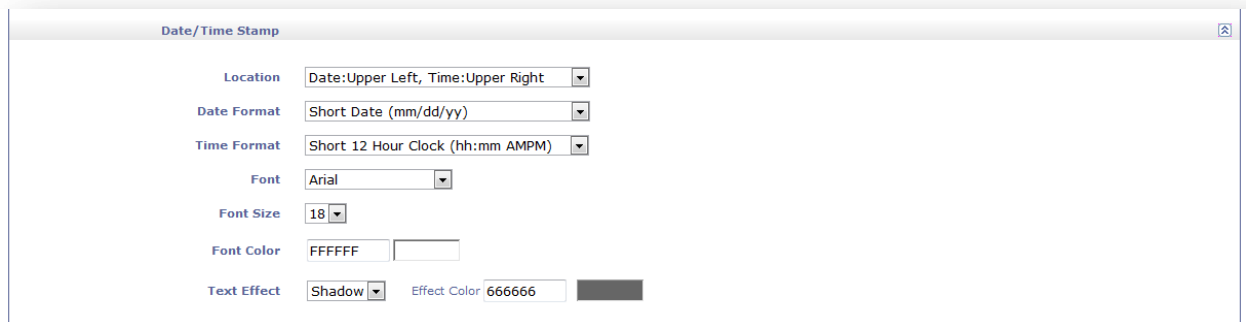 Date/Time Stamp
Location Date:Upper Left, Time:Upper Right
Date Format Short Date (mm/dd/yy)
Time Format Short 12 Hour Clock (hh:mm AMPM)
Font Arial
Font Size 18
Font Color FFFFFF
Text Effect Shadow Effect Color 666666